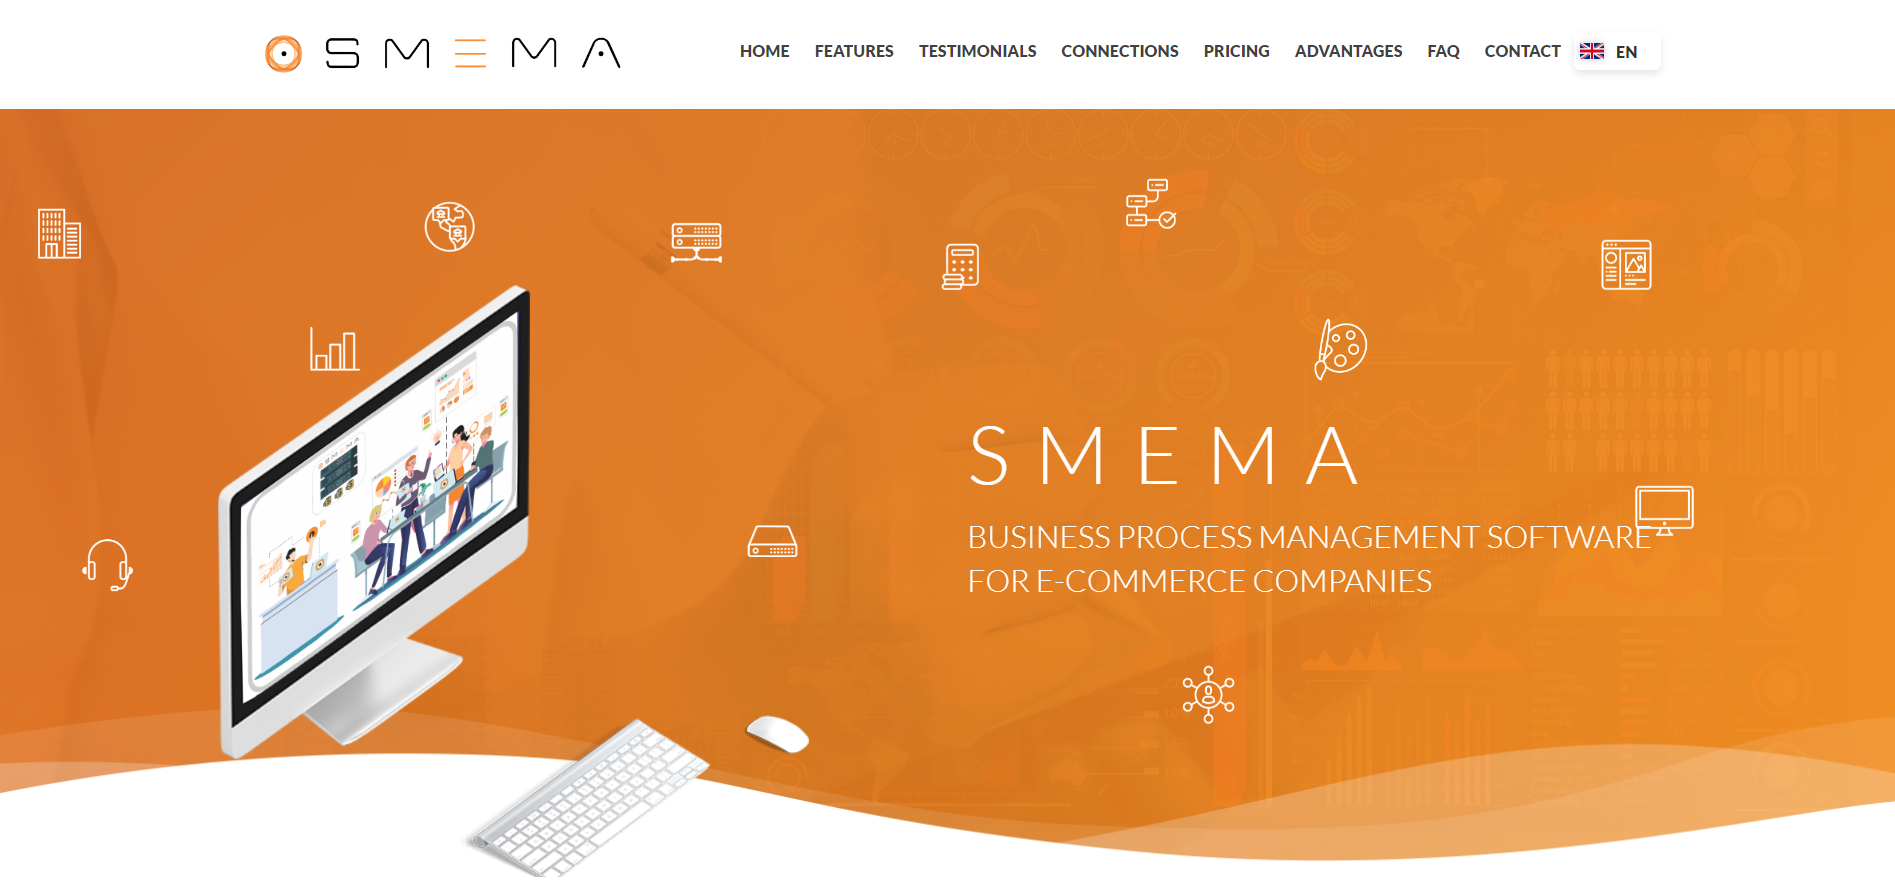 SMEMA
HOME FEATURES TESTIMONIALS CONNECTIONS PRICING ADVANTAGES FAQ CONTACT EN
SMEMA
BUSINESS PROCESS MANAGEMENT SOFTWARE
FOR E-COMMERCE COMPANIES